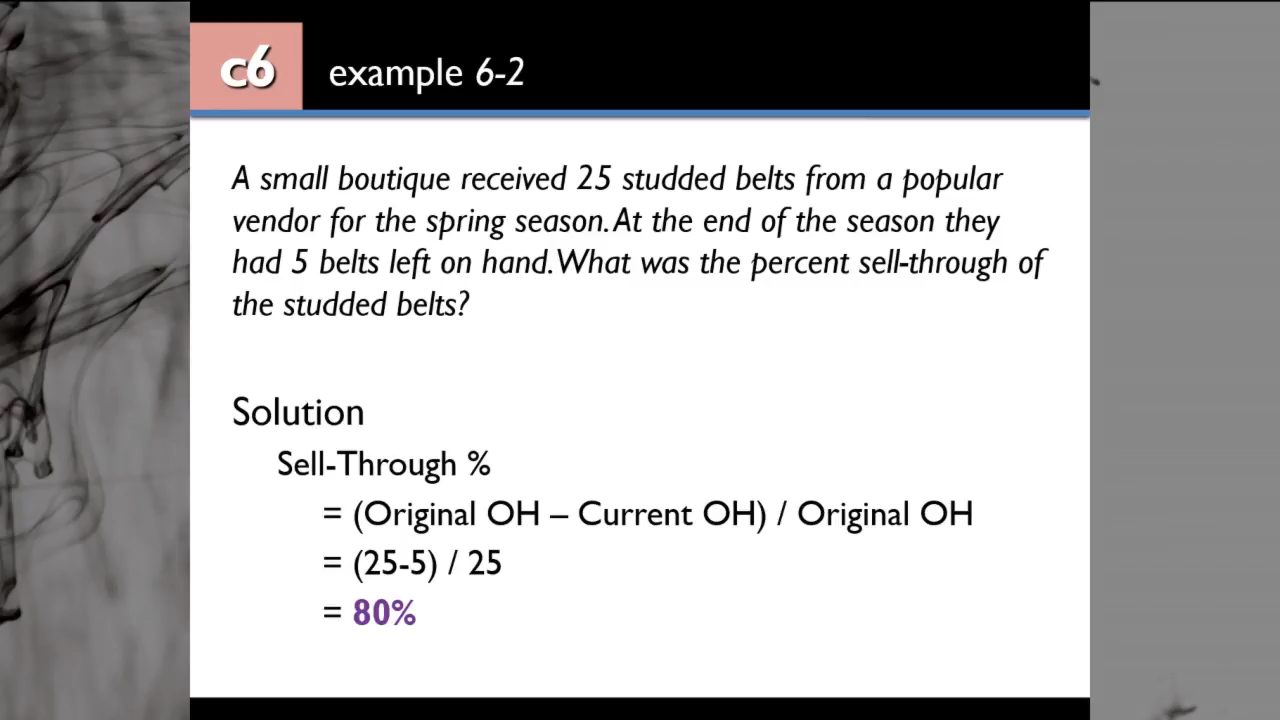 c6
example 6-2
A small boutique received 25 studded belts from a popular
vendor for the spring season. At the end of the season they
had 5 belts left on hand. What was the percent sell-through of
the studded belts?
Solution
Sell-Through %
= (Original OH – Current OH) / Original OH
= (25-5) / 25
= 80%